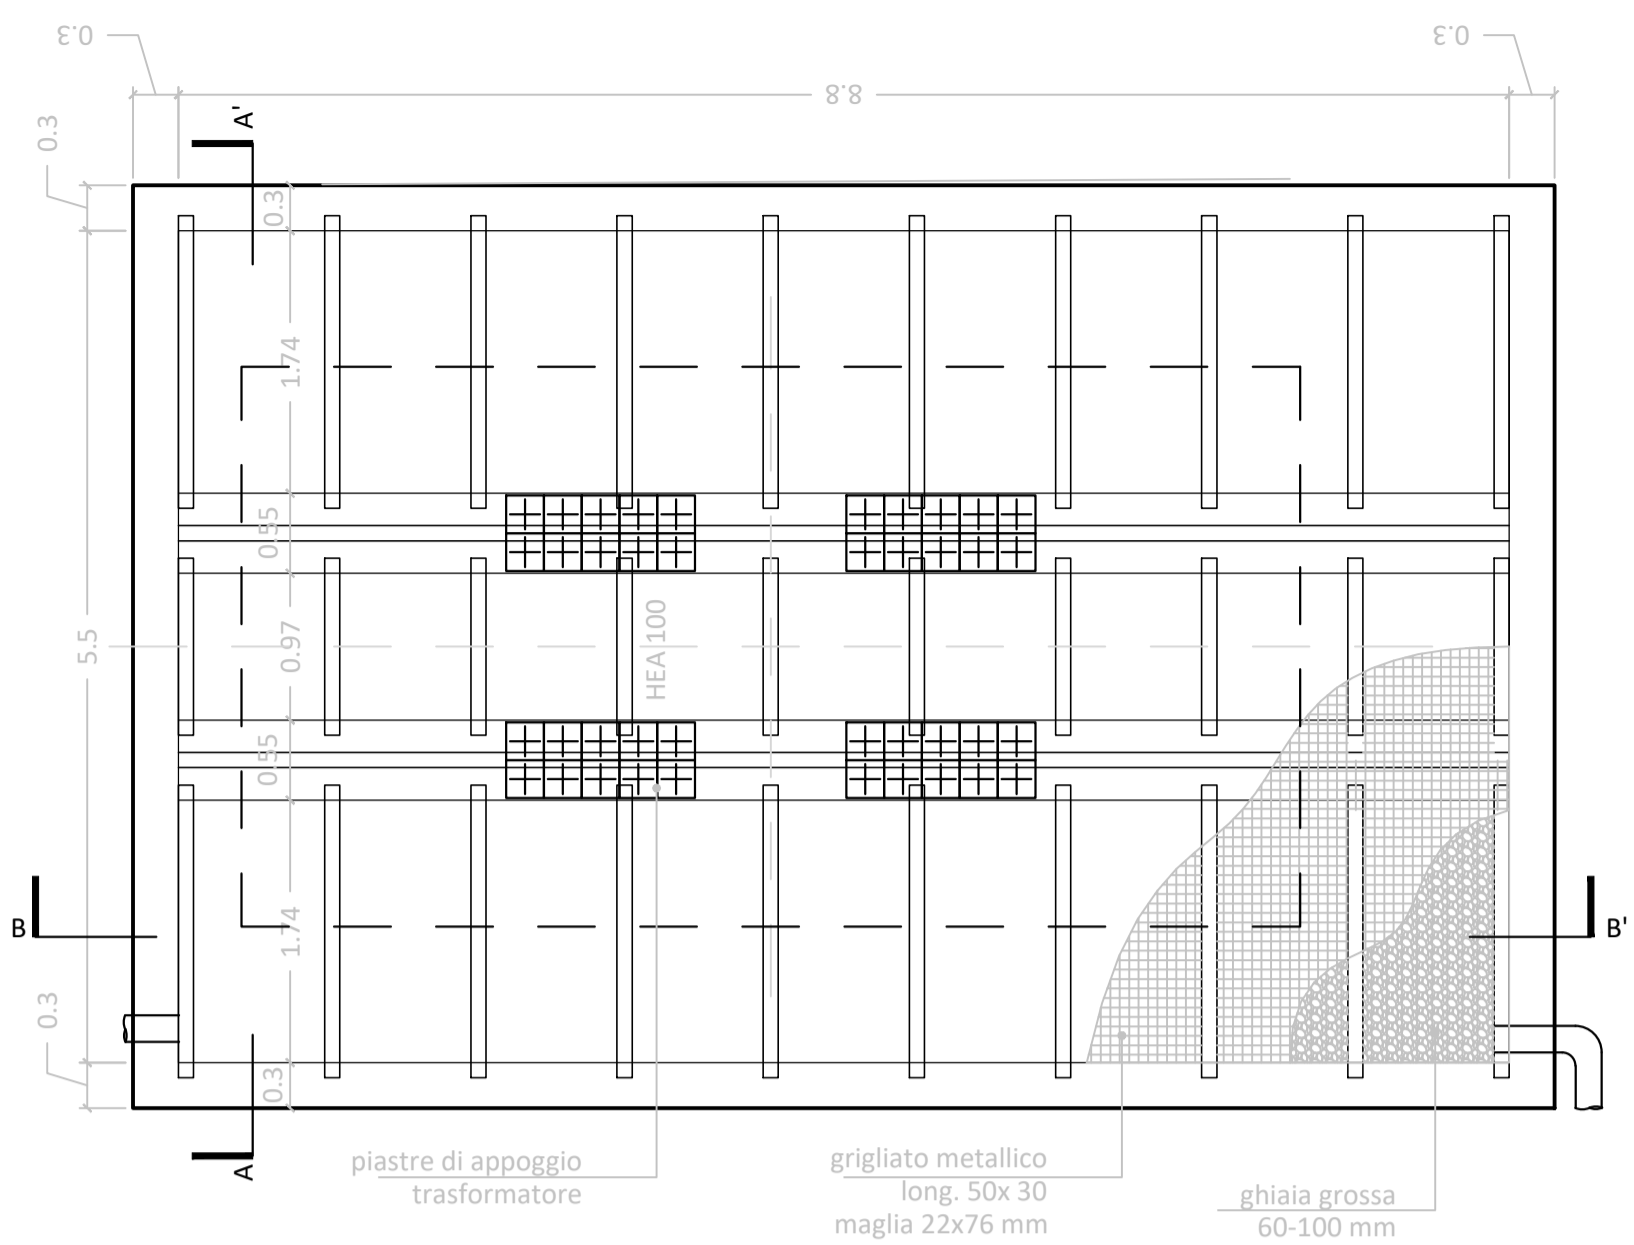 0.3
0.3
8.8
0.3
A'
0.3
1.74
0.55
0.97
HEA 100
5.5
0.55
1.74
B
B'
0.3
0.3
A
piastre di appoggio
trasformatore
grigliato metallico
long. 50x 30
maglia 22x76 mm
ghiaia grossa
60-100 mm